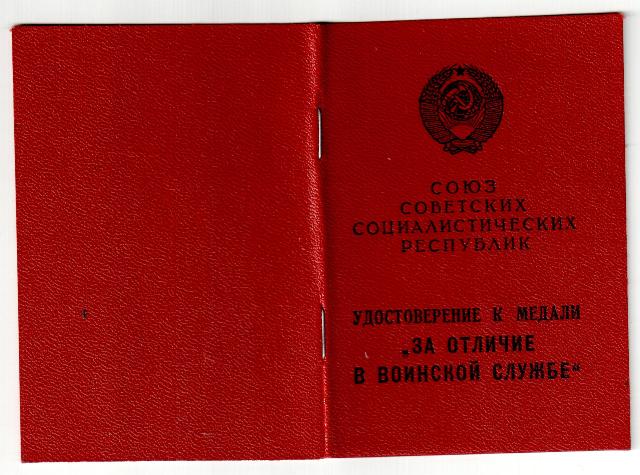 СОЮЗ
СОВЕТСКИХ
СОЦИАЛИСТИЧЕСКИХ
РЕСПУБЛИК
УДОСТОВЕРЕНИЕ К МЕДАЛИ
„ЗА ОТЛИЧИЕ
В ВОИНСКОЙ СЛУЖБЕ“